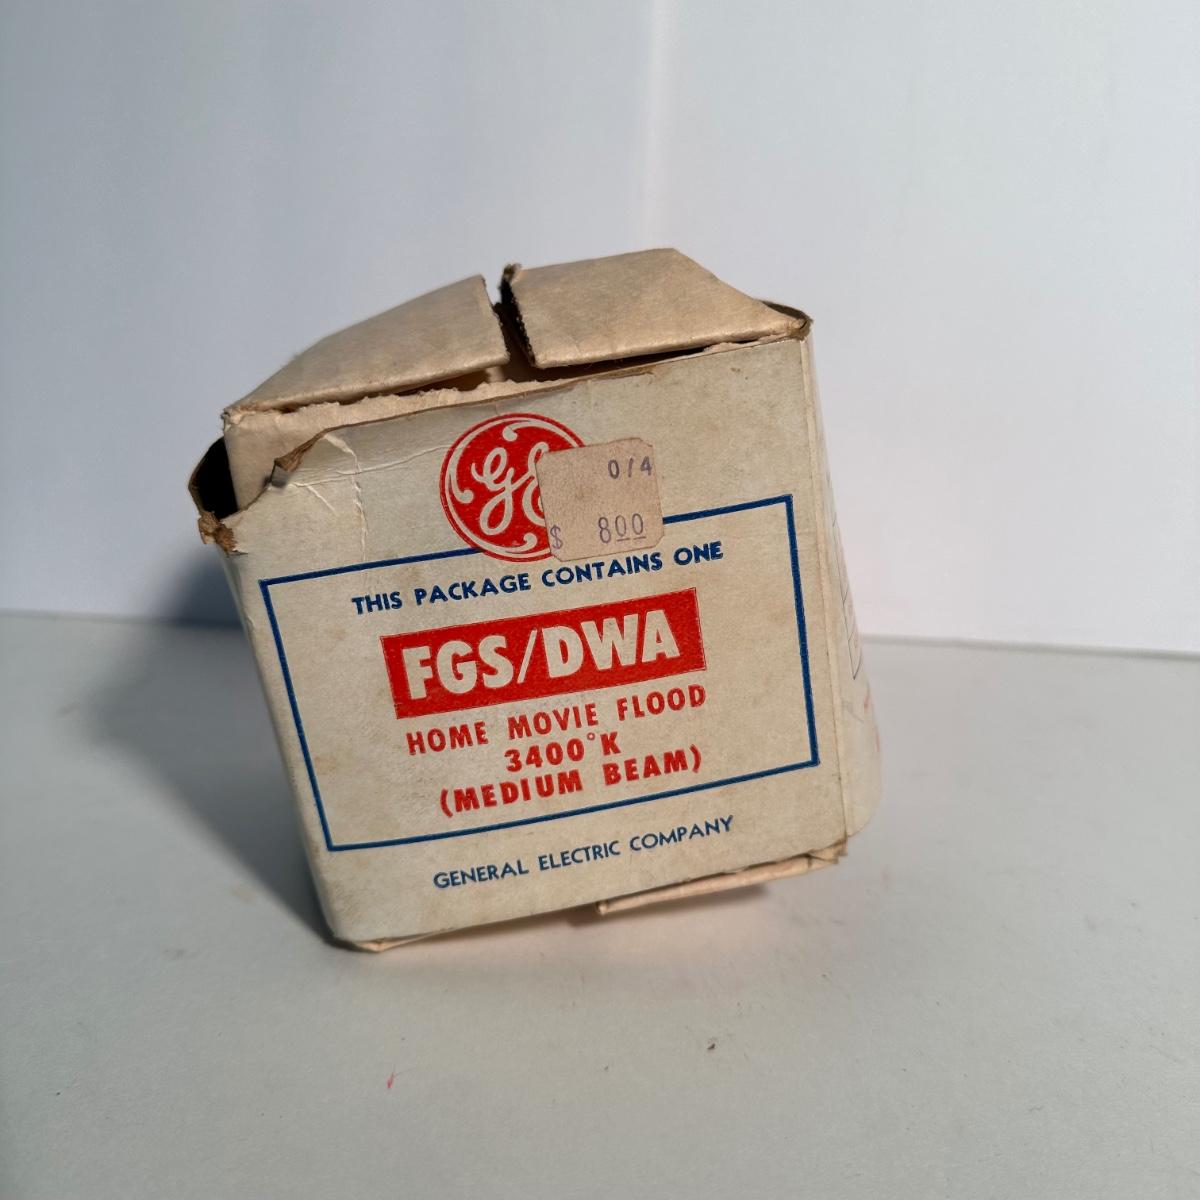 GE
0/4
$ 800
THIS PACKAGE CONTAINS ONE
FGS/DWA
HOME MOVIE FLOOD
3400°K
(MEDIUM BEAM)
GENERAL ELECTRIC COMPANY